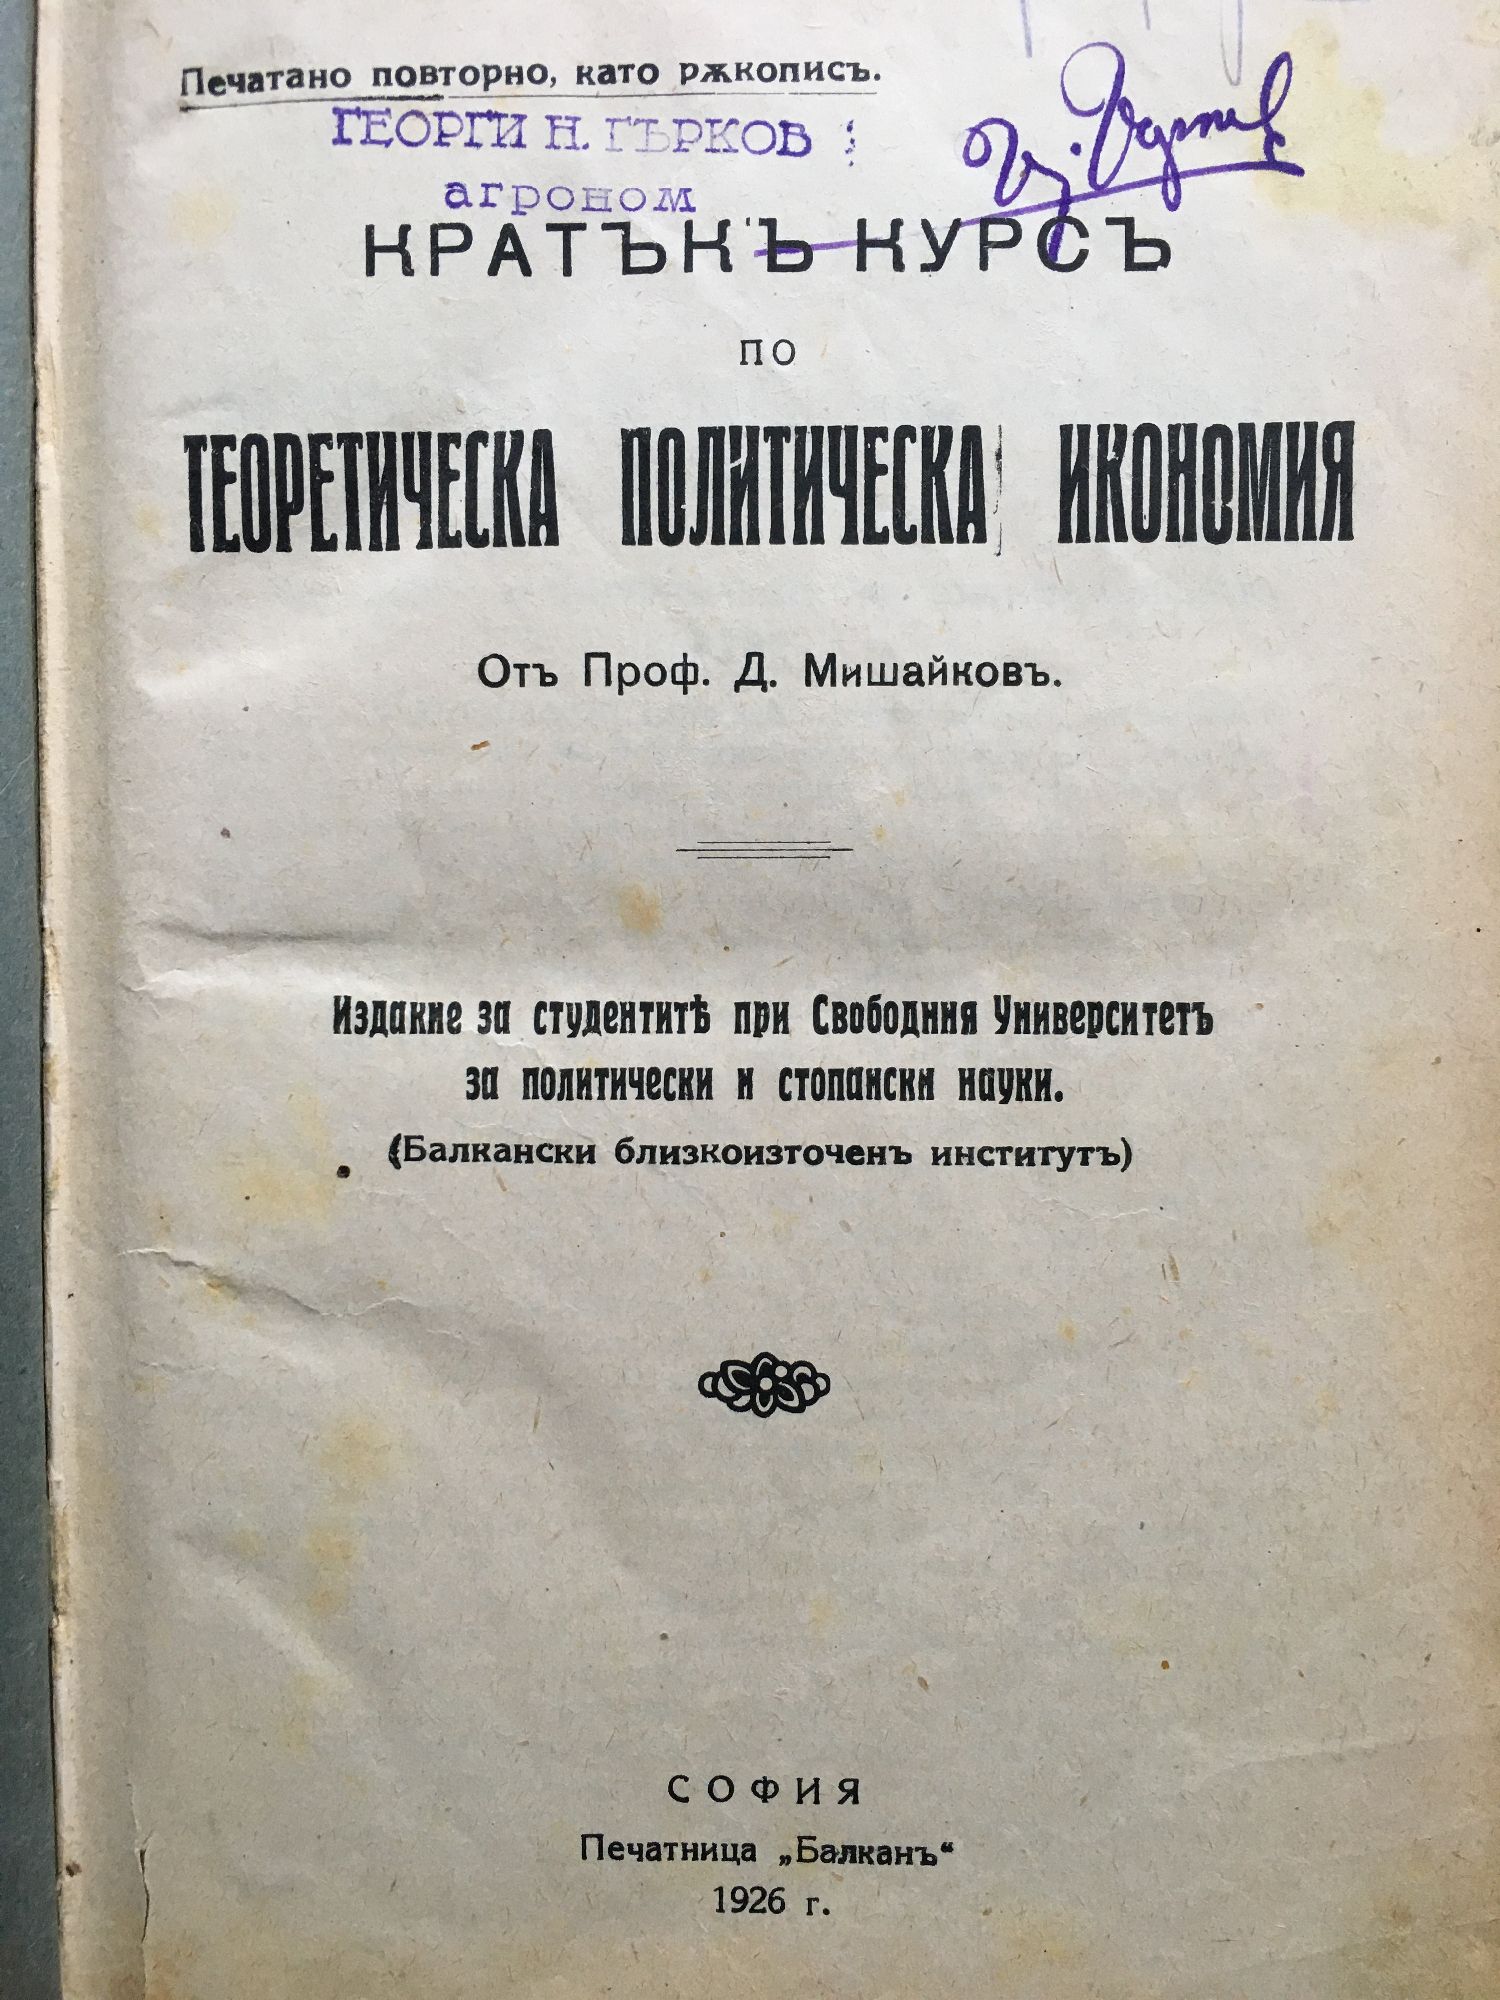 Печатано повторно, като рѫкописъ.
ГЕОРГИ Н. ГЪРКОВ
агроном
КРАТЪКЪ КУРСЪ
ПО
ТЕОРЕТИЧЕСКА ПОЛИТИЧЕСКА ИКОНОМИЯ
Отъ Проф. Д. Мишайковъ.
Издание за студентитѣ при Свободния Университетъ
за политически и стопански науки.
(Балкански близкоизточенъ институтъ)
СОФИЯ
Печатница „Балканъ“
1926 г.